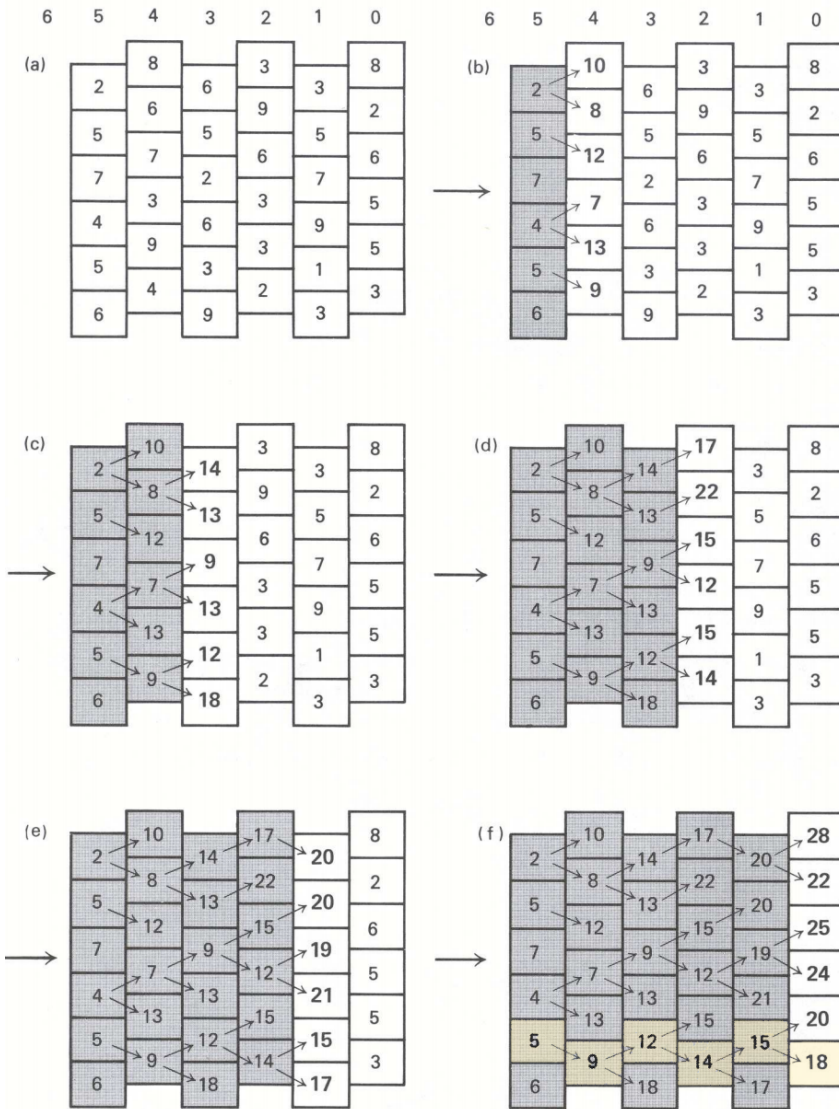 6 5 4 3 2 1 0
6 5 4 3 2 1 0
(a)
8 3 8
2 6 3
6 9 2
5 5 5
7 6 6
7 2 7
3 3 5
4 6 9
9 3 5
5 3 1
4 2 3
6 9 3
(b)
10 3 8
2 6 3
8 9 2
5 5 5
12 6 6
7 2 7
7 3 5
4 6 9
13 3 5
5 3 1
9 2 3
6 9 3
(c)
10 3 8
2 14 3
8 9 2
5 13 5
12 6 6
7 9 7
7 3 5
4 13 9
13 3 5
5 12 1
9 2 3
6 18 3
(d)
10 17 8
2 14 3
8 22 2
5 13 5
12 15 6
7 9 7
7 12 5
4 13 9
13 15 5
5 12 1
9 14 3
6 18 3
(e)
10 17 8
2 14 20
8 22 2
5 13 20
12 15 6
7 9 19
7 12 5
4 13 21
13 15 5
5 12 15
9 14 3
6 18 17
(f)
10 17 28
2 14 20
8 22 22
5 13 20
12 15 25
7 9 19
7 12 24
4 13 21
13 15 20
5 12 15
9 14 18
6 18 17